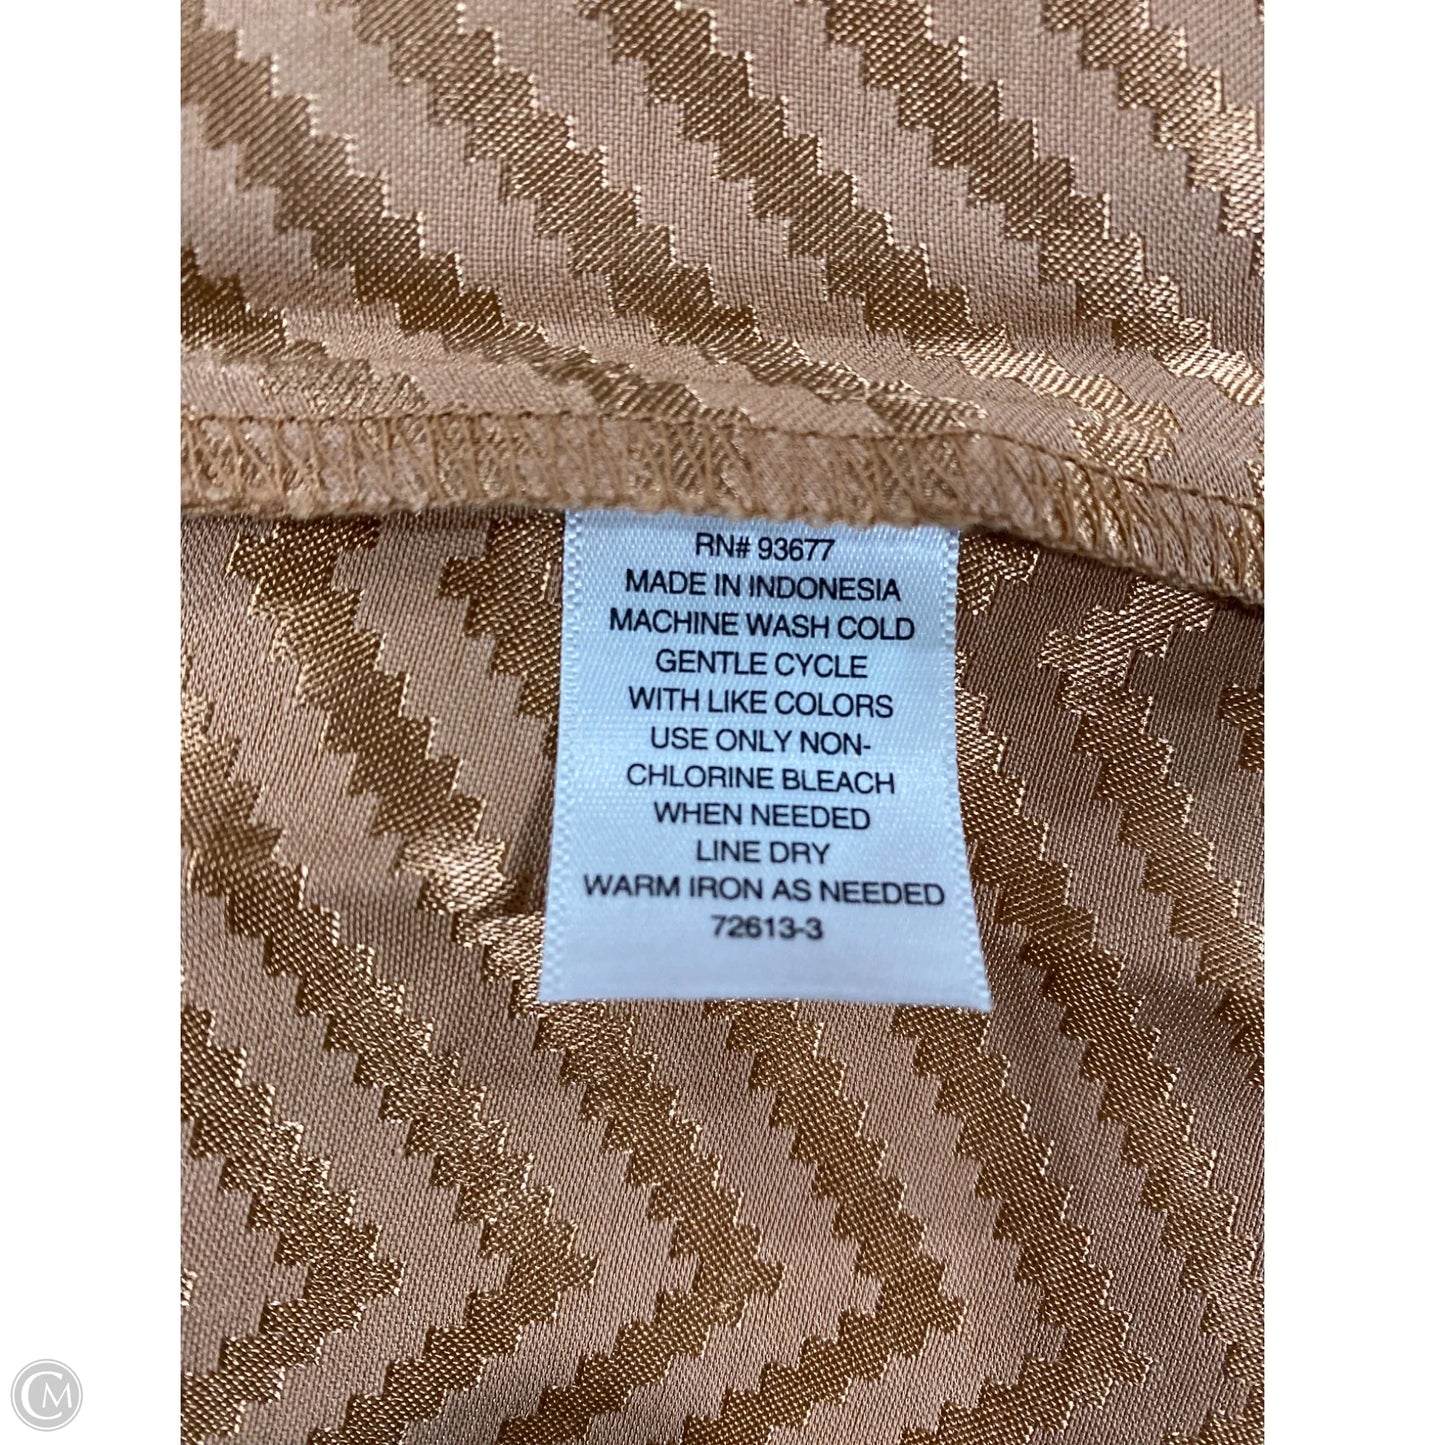 RN# 93677
MADE IN INDONESIA
MACHINE WASH COLD
GENTLE CYCLE
WITH LIKE COLORS
USE ONLY NON-
CHLORINE BLEACH
WHEN NEEDED
LINE DRY
WARM IRON AS NEEDED
72613-3
CM